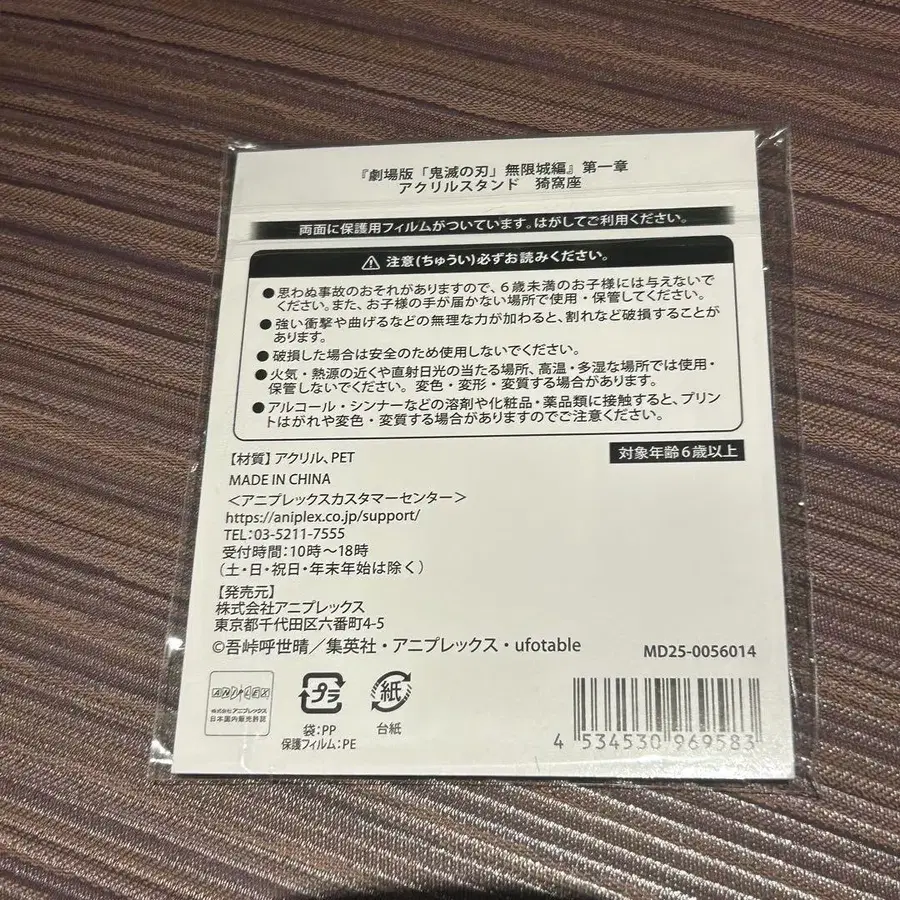 『劇場版「鬼滅の刃」無限城編』第一章
アクリルスタンド 猗窩座
両面に保護用フィルムがついています。はがしてご利用ください。
⚠ 注意(ちゅうい)必ずお読みください。
●思わぬ事故のおそれがありますので、6歳未満のお子様には与えないで
ください。また、お子様の手が届かない場所で使用・保管してください。
●強い衝撃や曲げるなどの無理な力が加わると、割れなど破損することが
あります。
●破損した場合は安全のため使用しないでください。
●火気・熱源の近くや直射日光の当たる場所、高温・多湿な場所では使用・
保管しないでください。変色・変形・変質する場合があります。
●アルコール・シンナーなどの溶剤や化粧品・薬品類に接触すると、プリン
トはがれや変色・変質する場合がありますのでご注意ください。
【材質】アクリル、PET
対象年齢6歳以上
MADE IN CHINA
＜アニプレックスカスタマーセンター＞
https://aniplex.co.jp/support/
TEL:03-5211-7555
受付時間:10時～18時
(土・日・祝日・年末年始は除く)
【発売元】
株式会社アニプレックス
東京都千代田区六番町4-5
©吾峠呼世晴／集英社・アニプレックス・ufotable
MD25-0056014
ANIPLEX
株式会社アニプレックス
日本国内販売許諾
プラ
袋:PP
保護フィルム:PE
紙
台紙
4 534530 969583